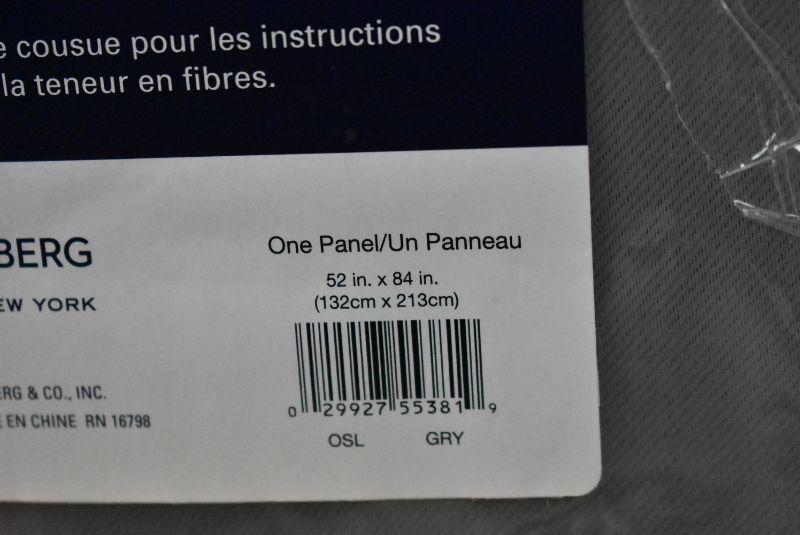 cousue pour les instructions
la teneur en fibres.
BERG
EW YORK
One Panel/Un Panneau
52 in. x 84 in.
(132cm x 213cm)
RG & CO., INC.
EN CHINE RN 16798
0 29927 55381 9
OSL GRY